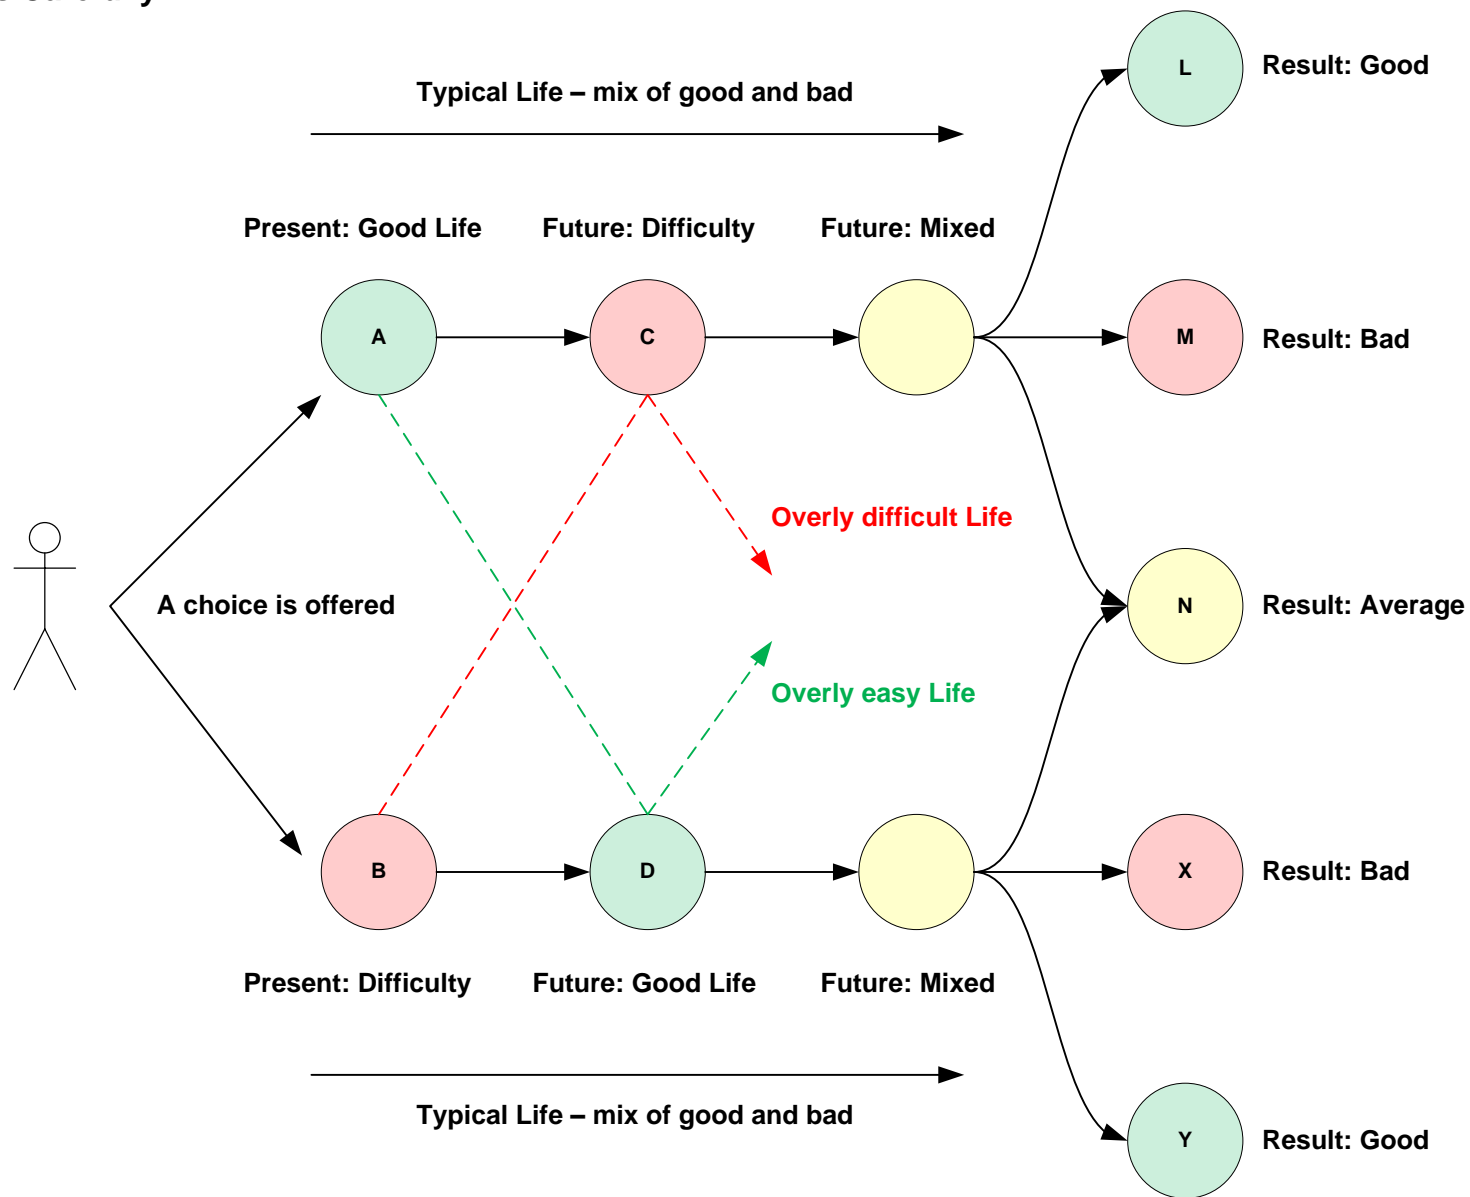 Typical Life – mix of good and bad
Present: Good Life
Future: Difficulty
Future: Mixed
L
Result: Good
A
C
M
Result: Bad
Overly difficult Life
A choice is offered
N
Result: Average
Overly easy Life
B
D
X
Result: Bad
Present: Difficulty
Future: Good Life
Future: Mixed
Typical Life – mix of good and bad
Y
Result: Good